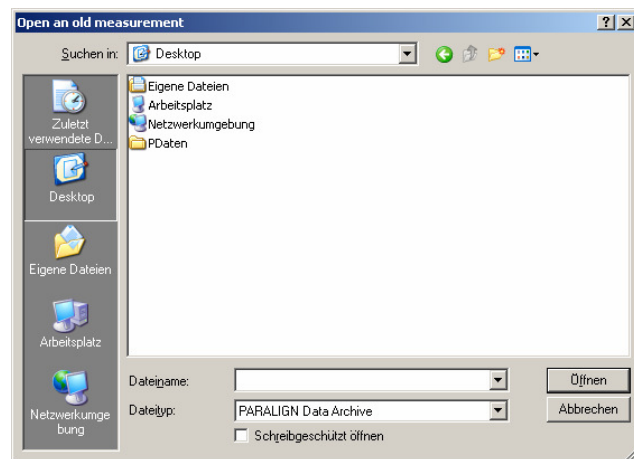 Open an old measurement
Suchen in: Desktop
Zuletzt
verwendete D...
Desktop
Eigene Dateien
Arbeitsplatz
Netzwerkumge
bung
Eigene Dateien
Arbeitsplatz
Netzwerkumgebung
PDaten
Dateiname: Öffnen
Dateityp: PARALIGN Data Archive Abbrechen
Schreibgeschützt öffnen